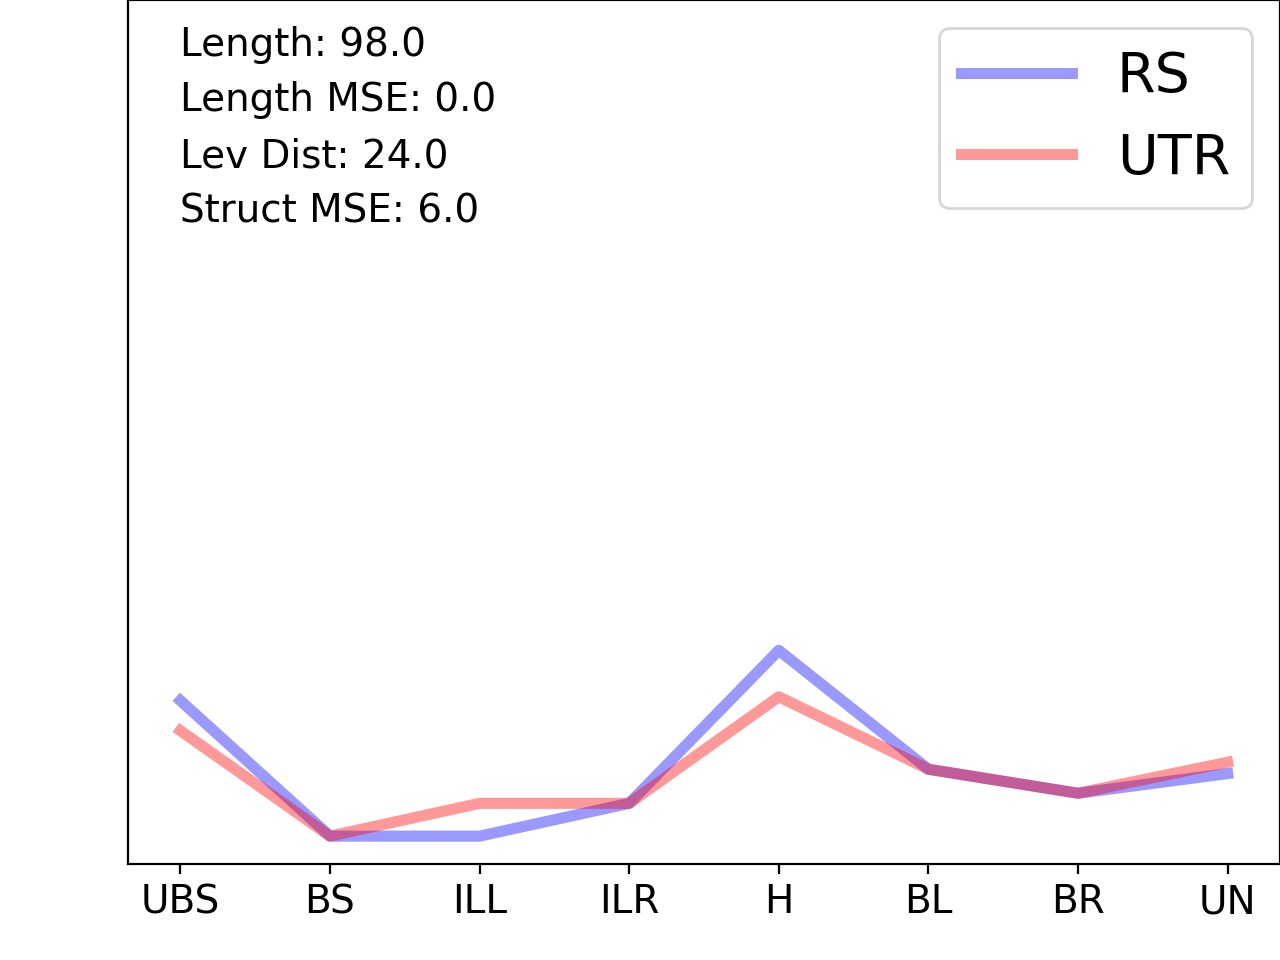 Length: 98.0
Length MSE: 0.0
Lev Dist: 24.0
Struct MSE: 6.0
RS
UTR
UBS BS ILL ILR H BL BR UN